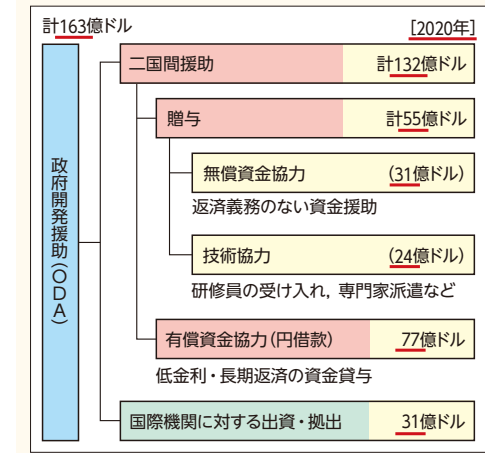 計163億ドル
[2020年]
政府開発援助(ODA)
二国間援助 計132億ドル
贈与 計55億ドル
無償資金協力 (31億ドル)
返済義務のない資金援助
技術協力 (24億ドル)
研修員の受け入れ，専門家派遣など
有償資金協力(円借款) 77億ドル
低金利・長期返済の資金貸与
国際機関に対する出資・拠出 31億ドル